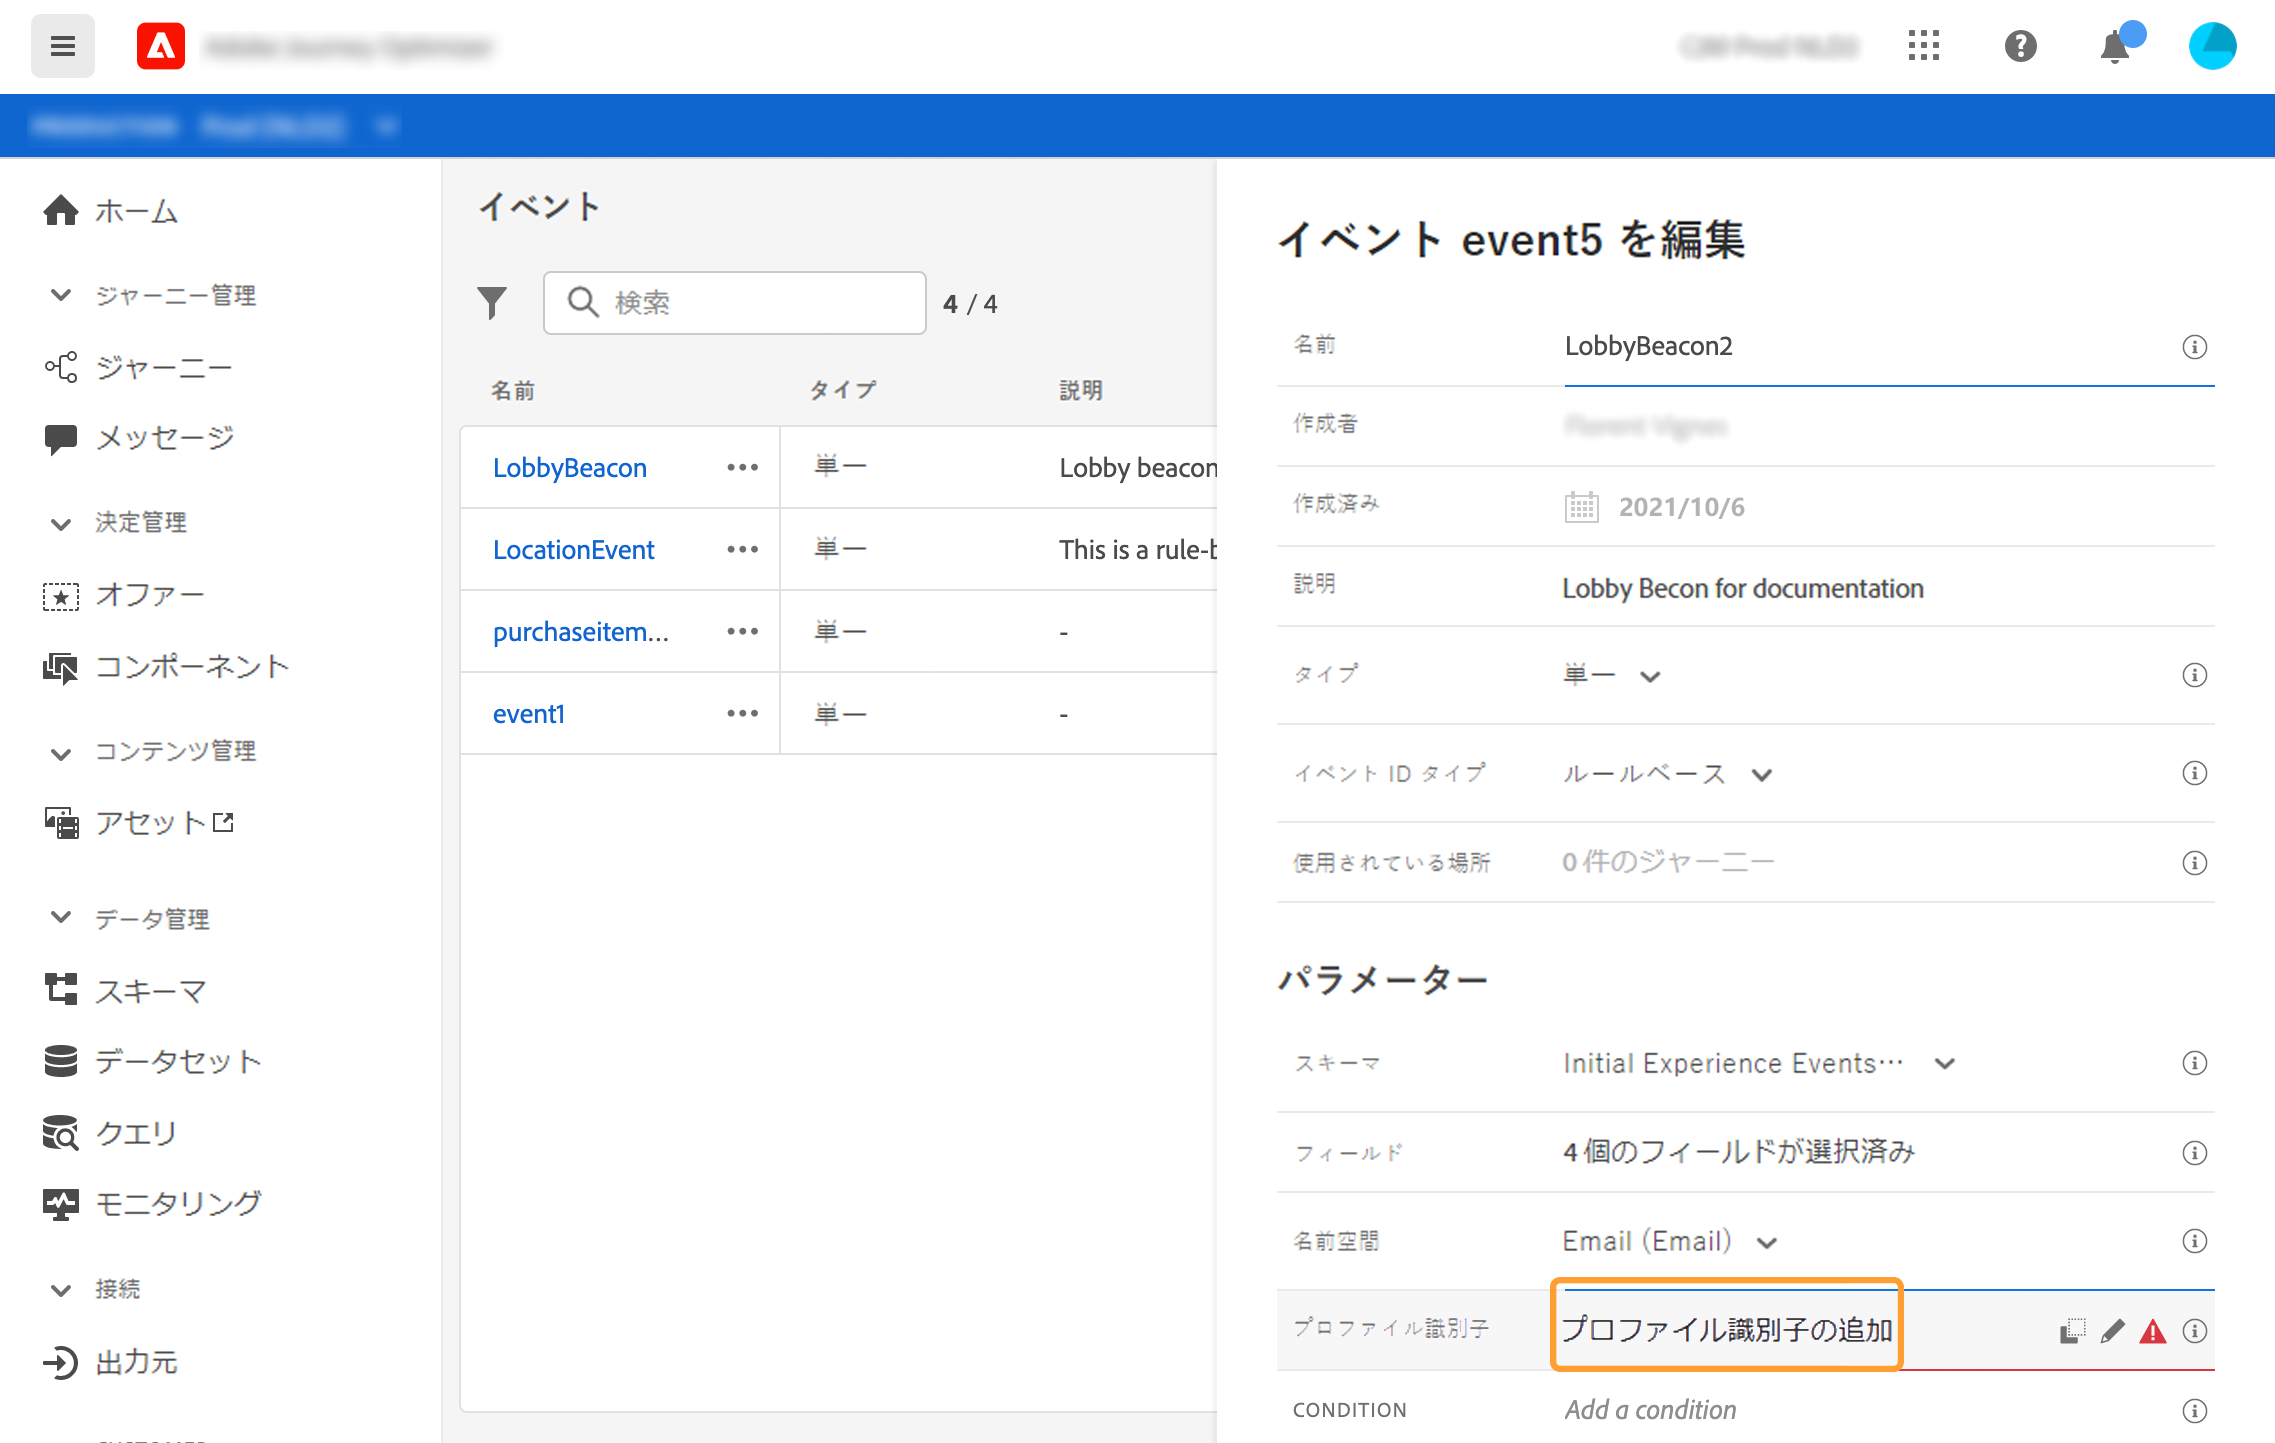 ホーム
ジャーニー管理
ジャーニー
メッセージ
決定管理
オファー
コンポーネント
コンテンツ管理
アセット
データ管理
スキーマ
データセット
クエリ
モニタリング
接続
出力元
イベント
検索
4 / 4
名前 タイプ 説明
LobbyBeacon 単一 Lobby beacon
LocationEvent 単一 This is a rule-b
purchaseitem... 単一 -
event1 単一 -
イベント event5 を編集
名前 LobbyBeacon2
作成者
作成済み 2021/10/6
説明 Lobby Becon for documentation
タイプ 単一
イベント ID タイプ ルールベース
使用されている場所 0 件のジャーニー
パラメーター
スキーマ Initial Experience Events…
フィールド 4 個のフィールドが選択済み
名前空間 Email (Email)
プロファイル識別子 プロファイル識別子の追加
CONDITION Add a condition